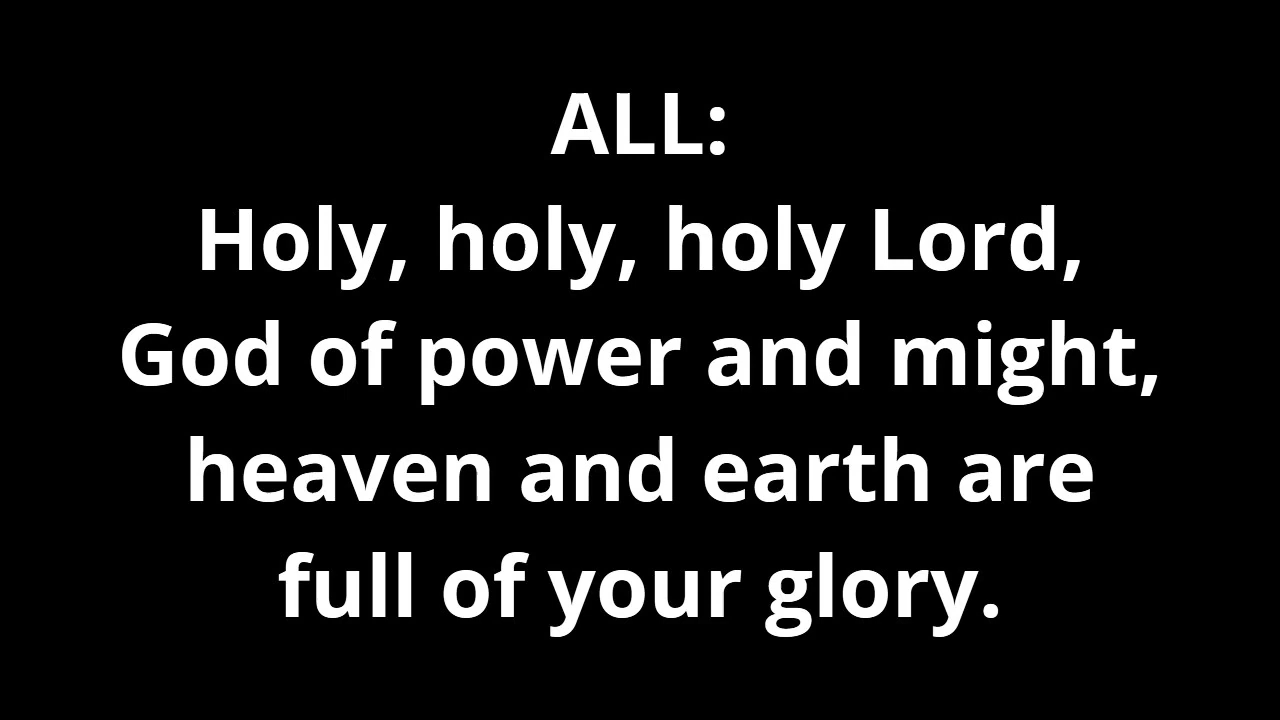 ALL:
Holy, holy, holy Lord,
God of power and might,
heaven and earth are
full of your glory.